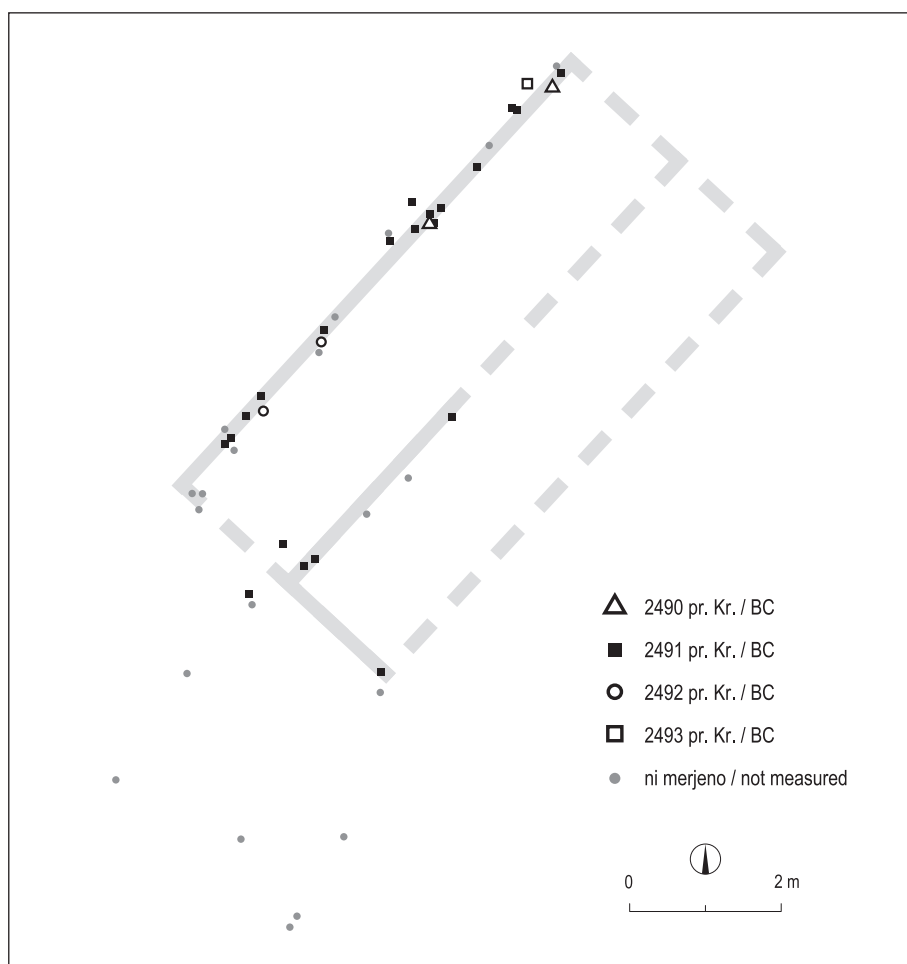 2490 pr. Kr. / BC
2491 pr. Kr. / BC
2492 pr. Kr. / BC
2493 pr. Kr. / BC
ni merjeno / not measured
0 2 m